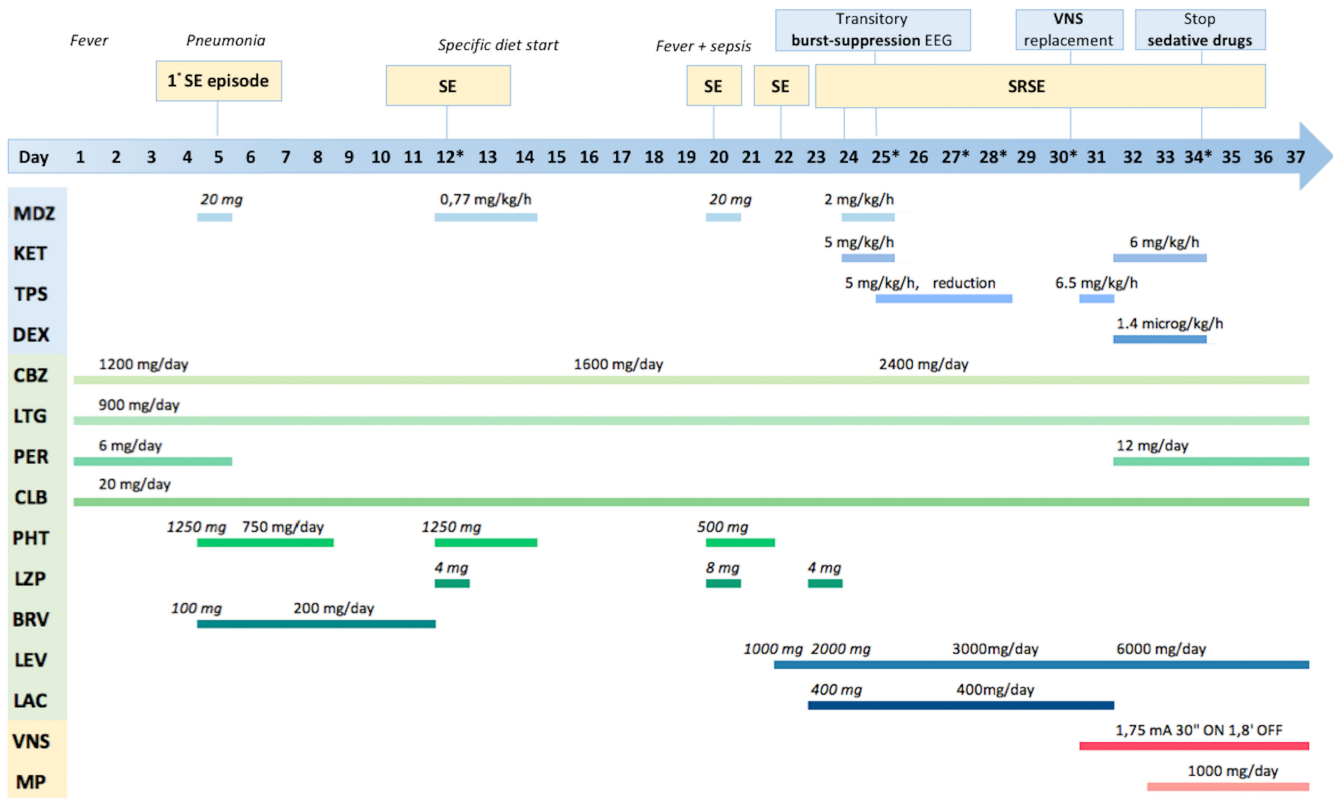 Fever
Pneumonia
Specific diet start
Fever + sepsis
Transitory
burst-suppression EEG
VNS
replacement
Stop
sedative drugs
1° SE episode
SE
SE
SE
SRSE
Day 1 2 3 4 5 6 7 8 9 10 11 12* 13 14 15 16 17 18 19 20 21 22 23 24 25* 26 27* 28* 29 30* 31 32 33 34* 35 36 37
MDZ 20 mg 0,77 mg/kg/h 20 mg 2 mg/kg/h
KET 5 mg/kg/h 6 mg/kg/h
TPS 5 mg/kg/h, reduction 6.5 mg/kg/h
DEX 1.4 microg/kg/h
CBZ 1200 mg/day 1600 mg/day 2400 mg/day
LTG 900 mg/day
PER 6 mg/day 12 mg/day
CLB 20 mg/day
PHT 1250 mg 750 mg/day 1250 mg 500 mg
LZP 4 mg 8 mg 4 mg
BRV 100 mg 200 mg/day
LEV 1000 mg 2000 mg 3000mg/day 6000 mg/day
LAC 400 mg 400mg/day
VNS 1,75 mA 30" ON 1,8' OFF
MP 1000 mg/day